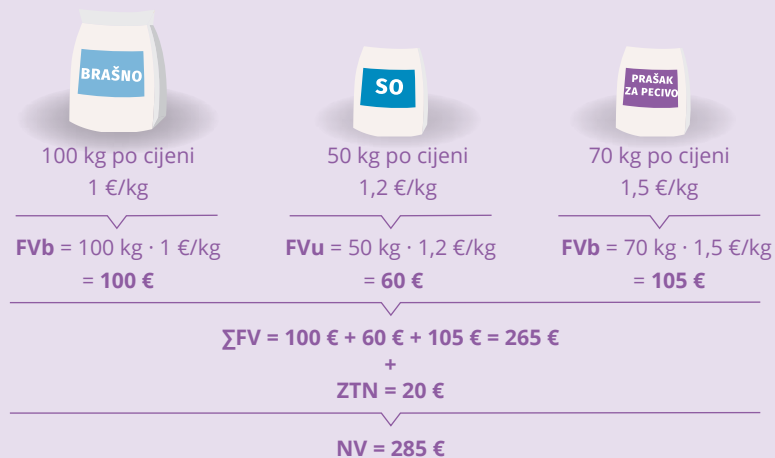 BRAŠNO
100 kg po cijeni
1 €/kg
FVb = 100 kg · 1 €/kg
= 100 €
SO
50 kg po cijeni
1,2 €/kg
FVu = 50 kg · 1,2 €/kg
= 60 €
PRAŠAK
ZA PECIVO
70 kg po cijeni
1,5 €/kg
FVb = 70 kg · 1,5 €/kg
= 105 €
∑FV = 100 € + 60 € + 105 € = 265 €
+
ZTN = 20 €
NV = 285 €